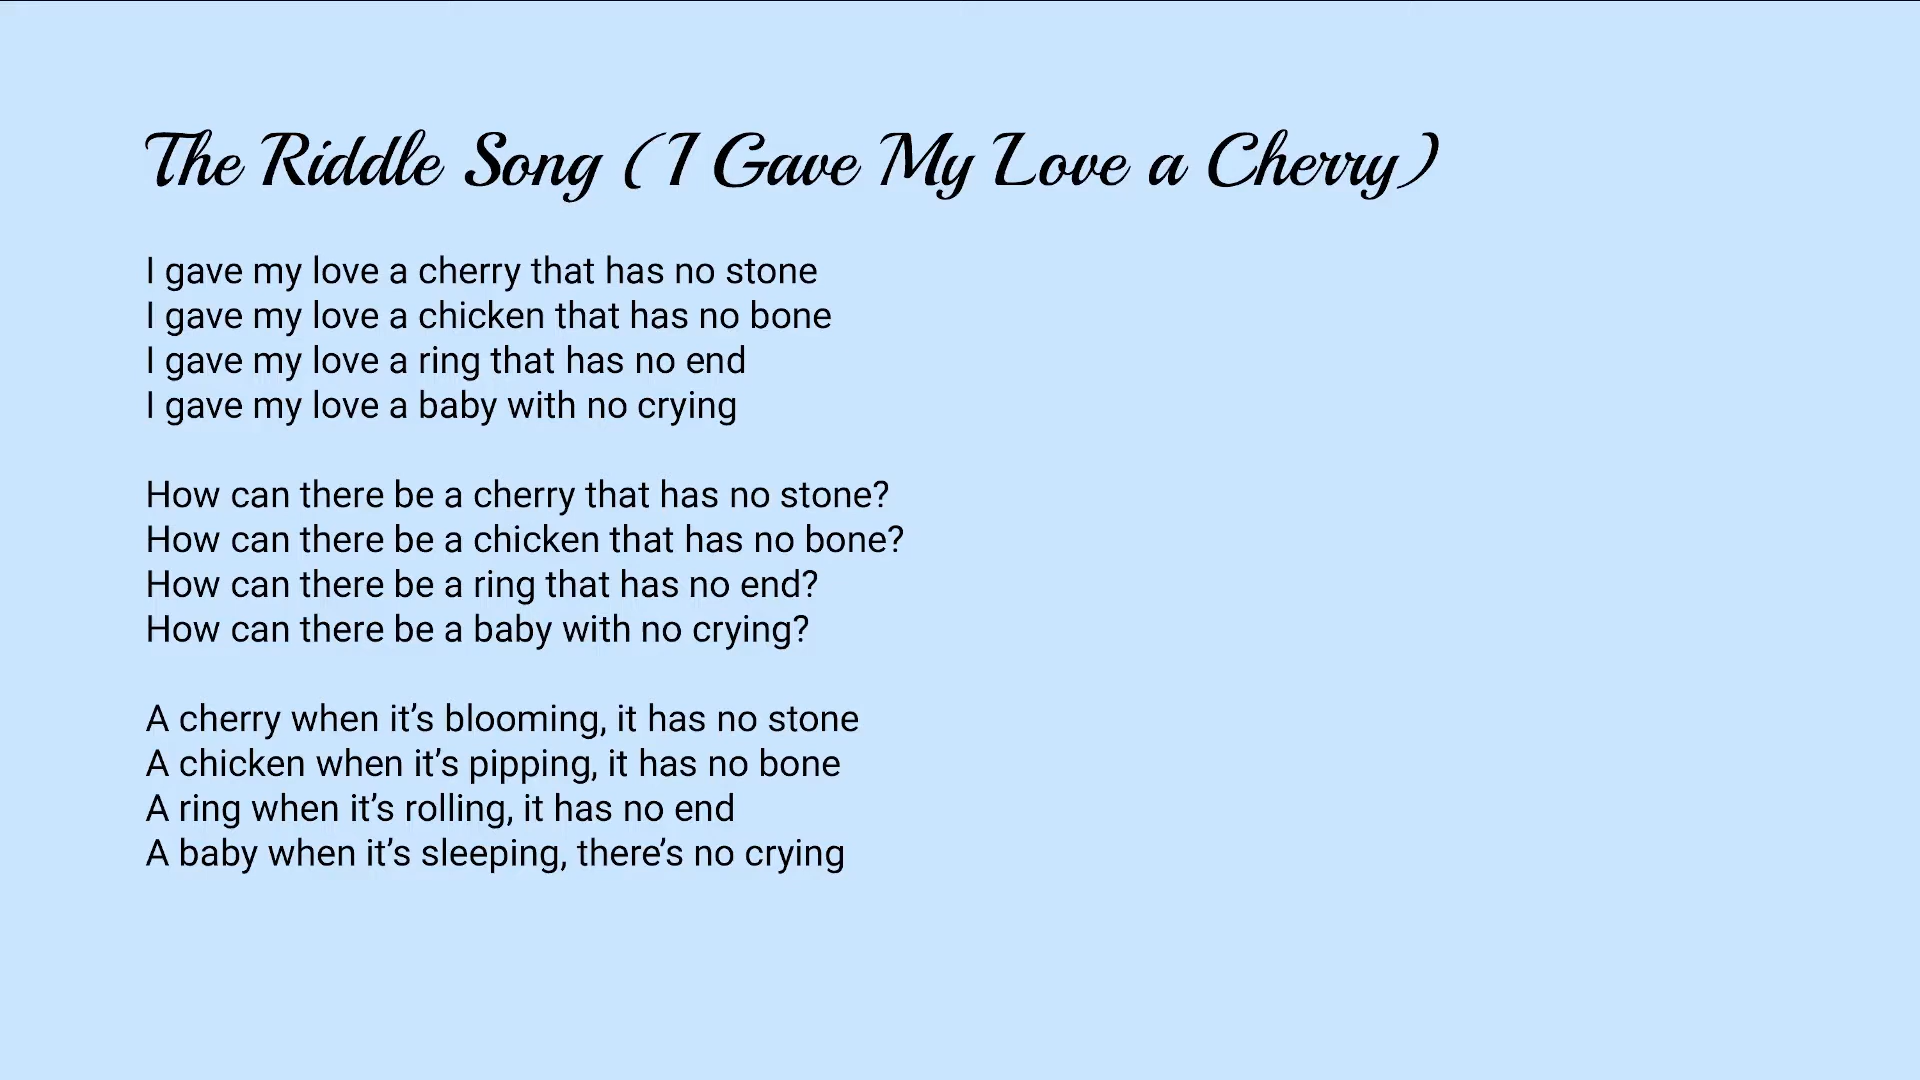 The Riddle Song (I Gave My Love a Cherry)
I gave my love a cherry that has no stone
I gave my love a chicken that has no bone
I gave my love a ring that has no end
I gave my love a baby with no crying
How can there be a cherry that has no stone?
How can there be a chicken that has no bone?
How can there be a ring that has no end?
How can there be a baby with no crying?
A cherry when it’s blooming, it has no stone
A chicken when it’s pipping, it has no bone
A ring when it’s rolling, it has no end
A baby when it’s sleeping, there’s no crying